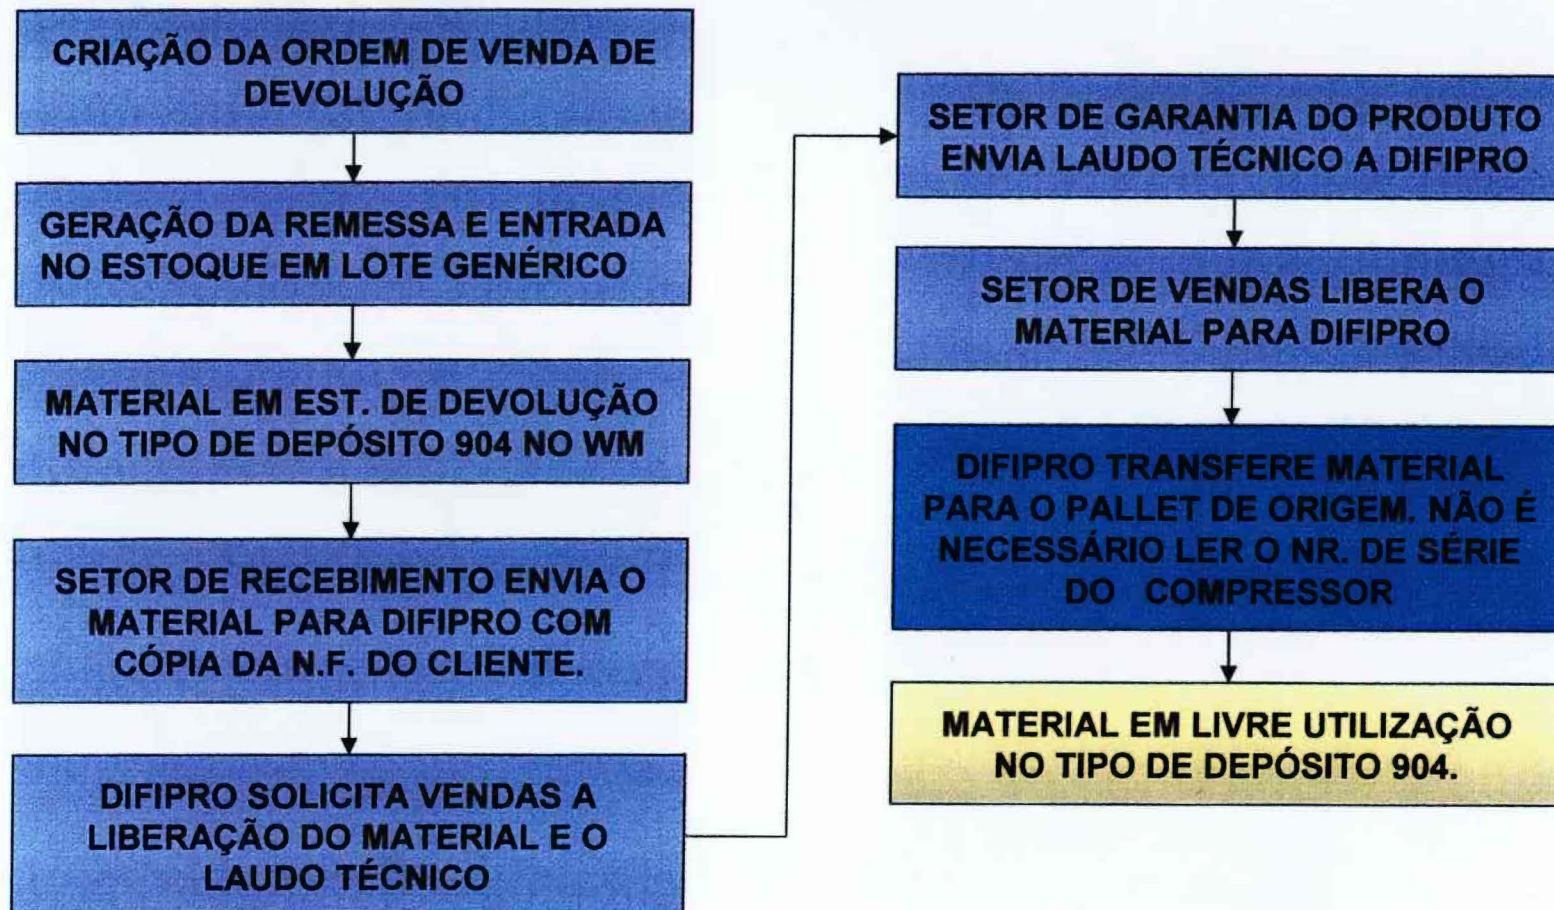 CRIAÇÃO DA ORDEM DE VENDA DE
DEVOLUÇÃO
GERAÇÃO DA REMESSA E ENTRADA
NO ESTOQUE EM LOTE GENÉRICO
MATERIAL EM EST. DE DEVOLUÇÃO
NO TIPO DE DEPÓSITO 904 NO WM
SETOR DE RECEBIMENTO ENVIA O
MATERIAL PARA DIFIPRO COM
CÓPIA DA N.F. DO CLIENTE.
DIFIPRO SOLICITA VENDAS A
LIBERAÇÃO DO MATERIAL E O
LAUDO TÉCNICO
SETOR DE GARANTIA DO PRODUTO
ENVIA LAUDO TÉCNICO A DIFIPRO
SETOR DE VENDAS LIBERA O
MATERIAL PARA DIFIPRO
DIFIPRO TRANSFERE MATERIAL
PARA O PALLET DE ORIGEM. NÃO É
NECESSÁRIO LER O NR. DE SÉRIE
DO COMPRESSOR
MATERIAL EM LIVRE UTILIZAÇÃO
NO TIPO DE DEPÓSITO 904.